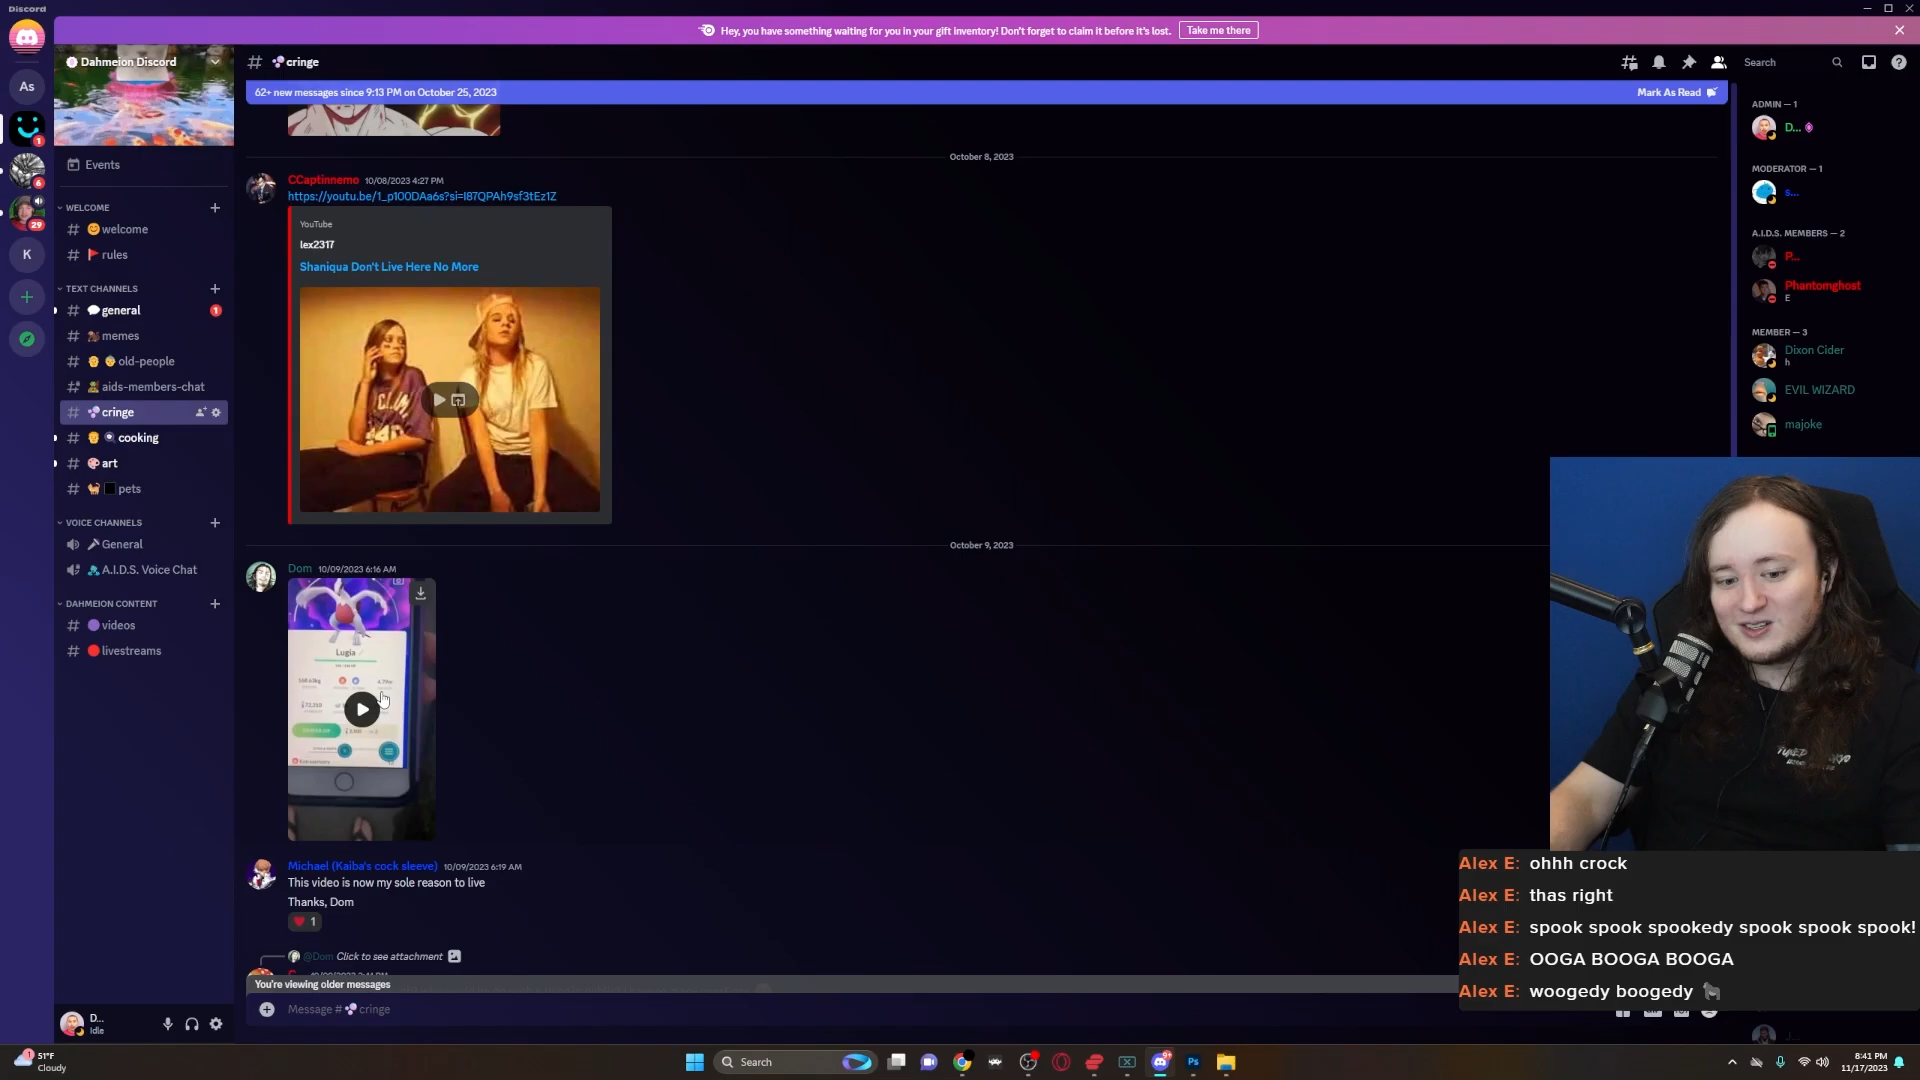 Discord
Hey, you have something waiting for you in your gift inventory! Don't forget to claim it before it's lost.
Take me there
Dahmeion Discord
cringe
Search
62+ new messages since 9:13 PM on October 25, 2023
Mark As Read
As
1
6
29
K
Events
WELCOME
welcome
rules
TEXT CHANNELS
general
1
memes
old-people
aids-members-chat
cringe
cooking
art
pets
VOICE CHANNELS
General
A.I.D.S. Voice Chat
DAHMEION CONTENT
videos
livestreams
D...
Idle
October 8, 2023
CCaptinnemo 10/08/2023 4:27 PM
https://youtu.be/1_p100DAa6s?si=I87QPAh9sf3tEz1Z
YouTube
lex2317
Shaniqua Don't Live Here No More
October 9, 2023
Dom 10/09/2023 6:16 AM
Lugia
Michael (Kaiba's cock sleeve) 10/09/2023 6:19 AM
This video is now my sole reason to live
Thanks, Dom
1
@Dom Click to see attachment
You're viewing older messages
Message # cringe
ADMIN — 1
D...
MODERATOR — 1
s...
A.I.D.S. MEMBERS — 2
P...
Phantomghost
E
MEMBER — 3
Dixon Cider
h
EVIL WIZARD
majoke
Alex E: ohhh crock
Alex E: thas right
Alex E: spook spook spookedy spook spook spook!
Alex E: OOGA BOOGA BOOGA
Alex E: woogedy boogedy
1
51°F
Cloudy
Search
Ps
8:41 PM
11/17/2023